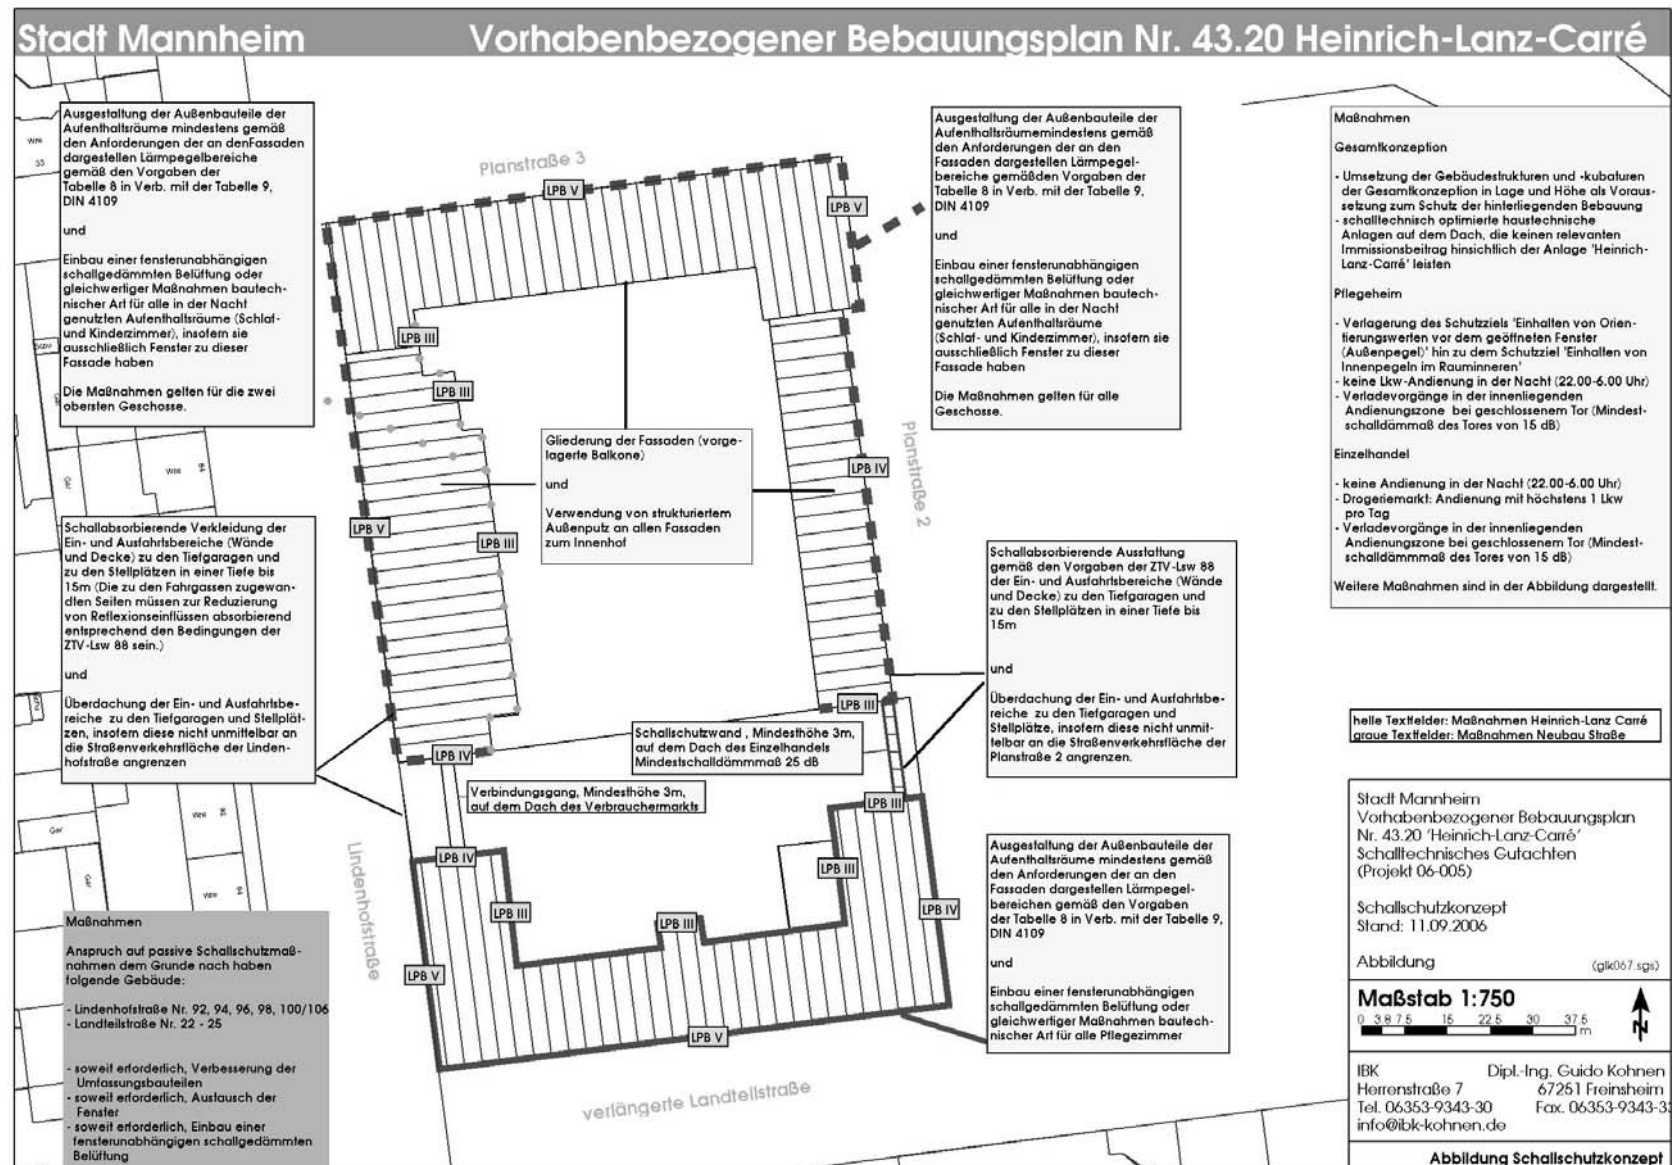 Stadt Mannheim
Vorhabenbezogener Bebauungsplan Nr. 43.20 Heinrich-Lanz-Carré
Ausgestaltung der Außenbauteile der
Aufenthaltsräume mindestens gemäß
den Anforderungen der an denFassaden
dargestellen Lärmpegelbereiche
gemäß den Vorgaben der
Tabelle 8 in Verb. mit der Tabelle 9,
DIN 4109
und
Einbau einer fensterunabhängigen
schallgedämmten Belüftung oder
gleichwertiger Maßnahmen bautech-
nischer Art für alle in der Nacht
genutzten Aufenthaltsräume (Schlaf-
und Kinderzimmer), insofern sie
ausschließlich Fenster zu dieser
Fassade haben
Die Maßnahmen gelten für die zwei
obersten Geschosse.
Schallabsorbierende Verkleidung der
Ein- und Ausfahrtsbereiche (Wände
und Decke) zu den Tiefgaragen und
zu den Stellplätzen in einer Tiefe bis
15m (Die zu den Fahrgassen zugewan-
dten Seiten müssen zur Reduzierung
von Reflexionseinflüssen absorbierend
entsprechend den Bedingungen der
ZTV-Lsw 88 sein.)
und
Überdachung der Ein- und Ausfahrtsbe-
reiche zu den Tiefgaragen und Stellplät-
zen, insofern diese nicht unmittelbar an
die Straßenverkehrsfläche der Linden-
hofstraße angrenzen
Maßnahmen
Anspruch auf passive Schallschutzmaß-
nahmen dem Grunde nach haben
folgende Gebäude:
- Lindenhofstraße Nr. 92, 94, 96, 98, 100/106
- Landteilstraße Nr. 22 - 25
- soweit erforderlich, Verbesserung der
Umfassungsbauteilen
- soweit erforderlich, Austausch der
Fenster
- soweit erforderlich, Einbau einer
fensterunabhängigen schallgedämmten
Belüftung
Planstraße 3
LPB V
LPB V
LPB III
LPB III
LPB V
LPB III
LPB IV
Planstraße 2
Gliederung der Fassaden (vorge-
lagerte Balkone)
und
Verwendung von strukturiertem
Außenputz an allen Fassaden
zum Innenhof
LPB III
LPB IV
Schallschutzwand , Mindesthöhe 3m,
auf dem Dach des Einzelhandels
Mindestschalldämmmaß 25 dB
Verbindungsgang, Mindesthöhe 3m,
auf dem Dach des Verbrauchermarkts
LPB III
LPB IV
LPB III
LPB III
LPB III
LPB IV
LPB V
LPB V
Lindenhofstraße
verlängerte Landteilstraße
Ausgestaltung der Außenbauteile der
Aufenthaltsräumemindestens gemäß
den Anforderungen der an den
Fassaden dargestellen Lärmpegel-
bereiche gemäßden Vorgaben der
Tabelle 8 in Verb. mit der Tabelle 9,
DIN 4109
und
Einbau einer fensterunabhängigen
schallgedämmten Belüftung oder
gleichwertiger Maßnahmen bautech-
nischer Art für alle in der Nacht
genutzten Aufenthaltsräume
(Schlaf- und Kinderzimmer), insofern sie
ausschließlich Fenster zu dieser
Fassade haben
Die Maßnahmen gelten für alle
Geschosse.
Schallabsorbierende Ausstattung
gemäß den Vorgaben der ZTV-Lsw 88
der Ein- und Ausfahrtsbereiche (Wände
und Decke) zu den Tiefgaragen und
zu den Stellplätzen in einer Tiefe bis
15m
und
Überdachung der Ein- und Ausfahrtsbe-
reiche zu den Tiefgaragen und
Stellplätze, insofern diese nicht unmit-
telbar an die Straßenverkehrsfläche der
Planstraße 2 angrenzen.
Ausgestaltung der Außenbauteile der
Aufenthaltsräume mindestens gemäß
den Anforderungen der an den
Fassaden dargestellen Lärmpegel-
bereichen gemäß den Vorgaben
der Tabelle 8 in Verb. mit der Tabelle 9,
DIN 4109
und
Einbau einer fensterunabhängigen
schallgedämmten Belüftung oder
gleichwertiger Maßnahmen bautech-
nischer Art für alle Pflegezimmer
Maßnahmen
Gesamtkonzeption
- Umsetzung der Gebäudestrukturen und -kubaturen
der Gesamtkonzeption in Lage und Höhe als Voraus-
setzung zum Schutz der hinterliegenden Bebauung
- schalltechnisch optimierte haustechnische
Anlagen auf dem Dach, die keinen relevanten
Immissionsbeitrag hinsichtlich der Anlage 'Heinrich-
Lanz-Carré' leisten
Pflegeheim
- Verlagerung des Schutzziels 'Einhalten von Orien-
tierungswerten vor dem geöffneten Fenster
(Außenpegel)' hin zu dem Schutzziel 'Einhalten von
Innenpegeln im Rauminneren'
- keine Lkw-Andienung in der Nacht (22.00-6.00 Uhr)
- Verladevorgänge in der innenliegenden
Andienungszone bei geschlossenem Tor (Mindest-
schalldämmaß des Tores von 15 dB)
Einzelhandel
- keine Andienung in der Nacht (22.00-6.00 Uhr)
- Drogeriemarkt: Andienung mit höchstens 1 Lkw
pro Tag
- Verladevorgänge in der innenliegenden
Andienungszone bei geschlossenem Tor (Mindest-
schalldämmmaß des Tores von 15 dB)
Weitere Maßnahmen sind in der Abbildung dargestellt.
helle Textfelder: Maßnahmen Heinrich-Lanz Carré
graue Textfelder: Maßnahmen Neubau Straße
Stadt Mannheim
Vorhabenbezogener Bebauungsplan
Nr. 43.20 'Heinrich-Lanz-Carré'
Schalltechnisches Gutachten
(Projekt 06-005)
Schallschutzkonzept
Stand: 11.09.2006
Abbildung (glk067.sgs)
Maßstab 1:750
0 3.8 7.5 15 22.5 30 37.5
m
N
IBK Dipl.-Ing. Guido Kohnen
Herrenstraße 7 67251 Freinsheim
Tel. 06353-9343-30 Fax. 06353-9343-33
info@ibk-kohnen.de
Abbildung Schallschutzkonzept